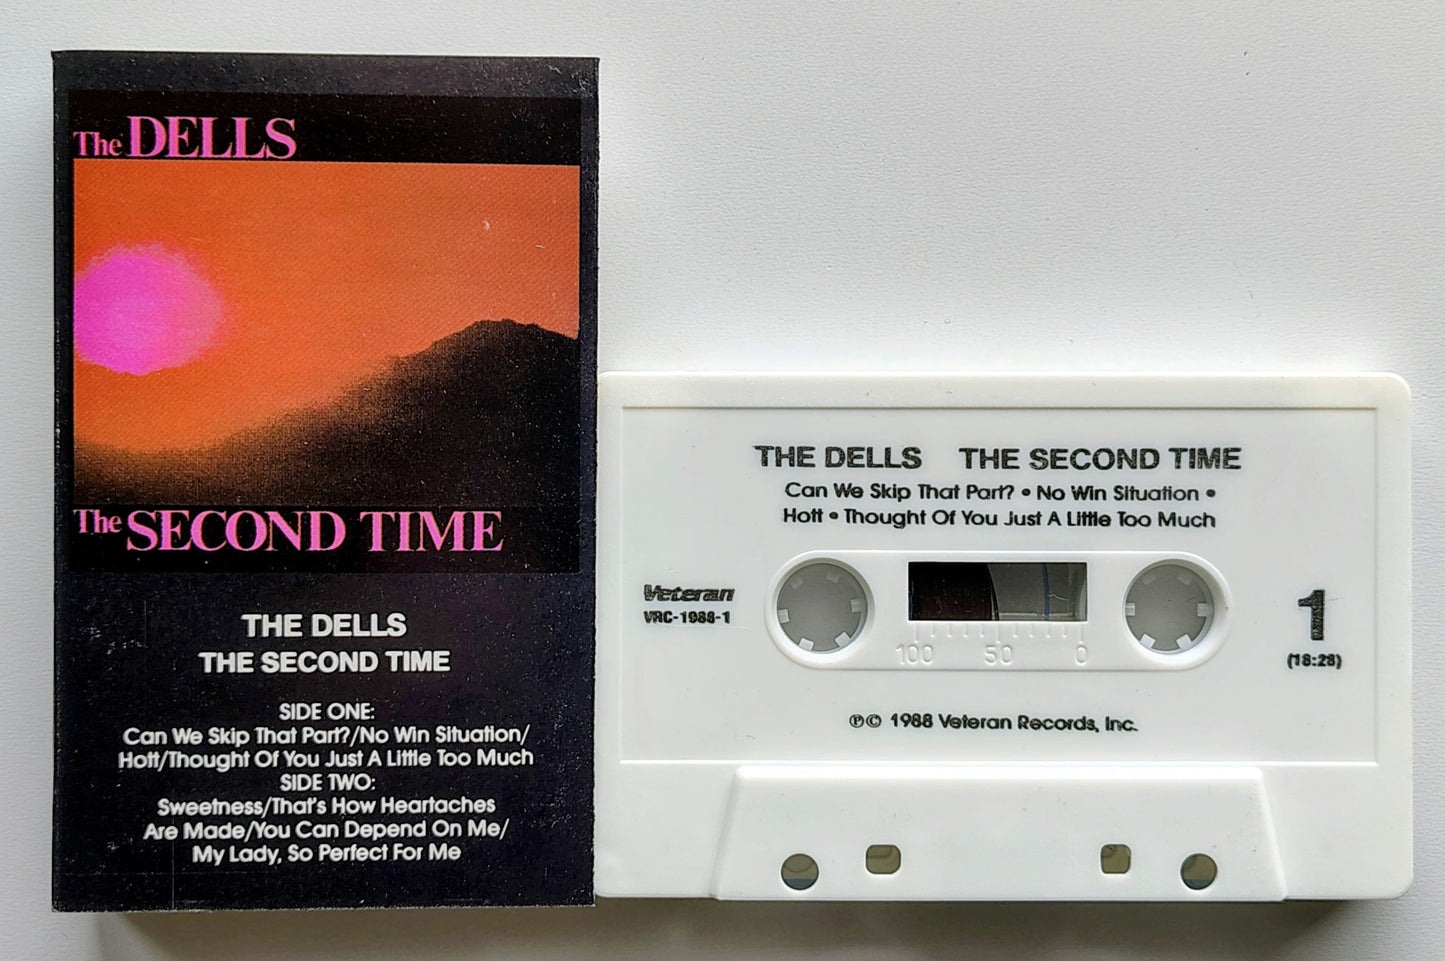 The DELLS
The SECOND TIME
THE DELLS
THE SECOND TIME
SIDE ONE:
Can We Skip That Part?/No Win Situation/
Hott/Thought Of You Just A Little Too Much
SIDE TWO:
Sweetness/That's How Heartaches
Are Made/You Can Depend On Me/
My Lady, So Perfect For Me
THE DELLS THE SECOND TIME
Can We Skip That Part? • No Win Situation •
Hott • Thought Of You Just A Little Too Much
Veteran
VRC-1988-1
100 50 0
1
(18:28)
℗© 1988 Veteran Records, Inc.